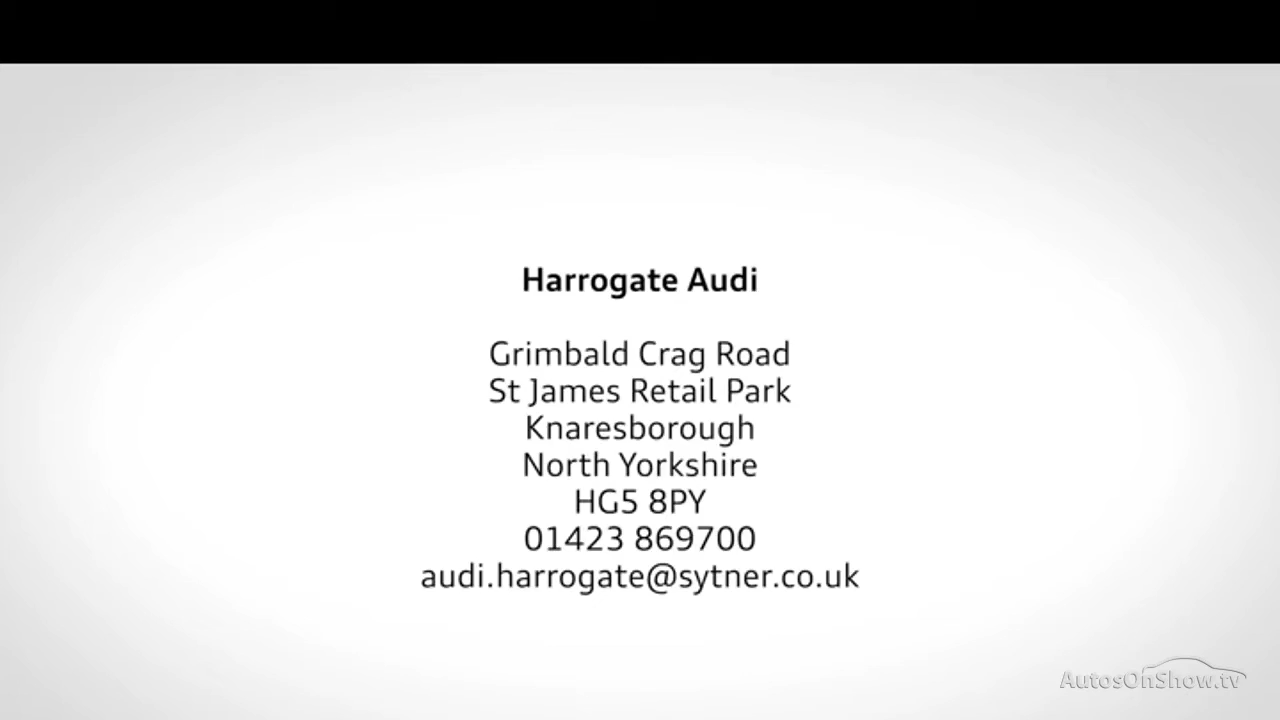 Harrogate Audi
Grimbald Crag Road
St James Retail Park
Knaresborough
North Yorkshire
HG5 8PY
01423 869700
audi.harrogate@sytner.co.uk
AutosOnShow.tv